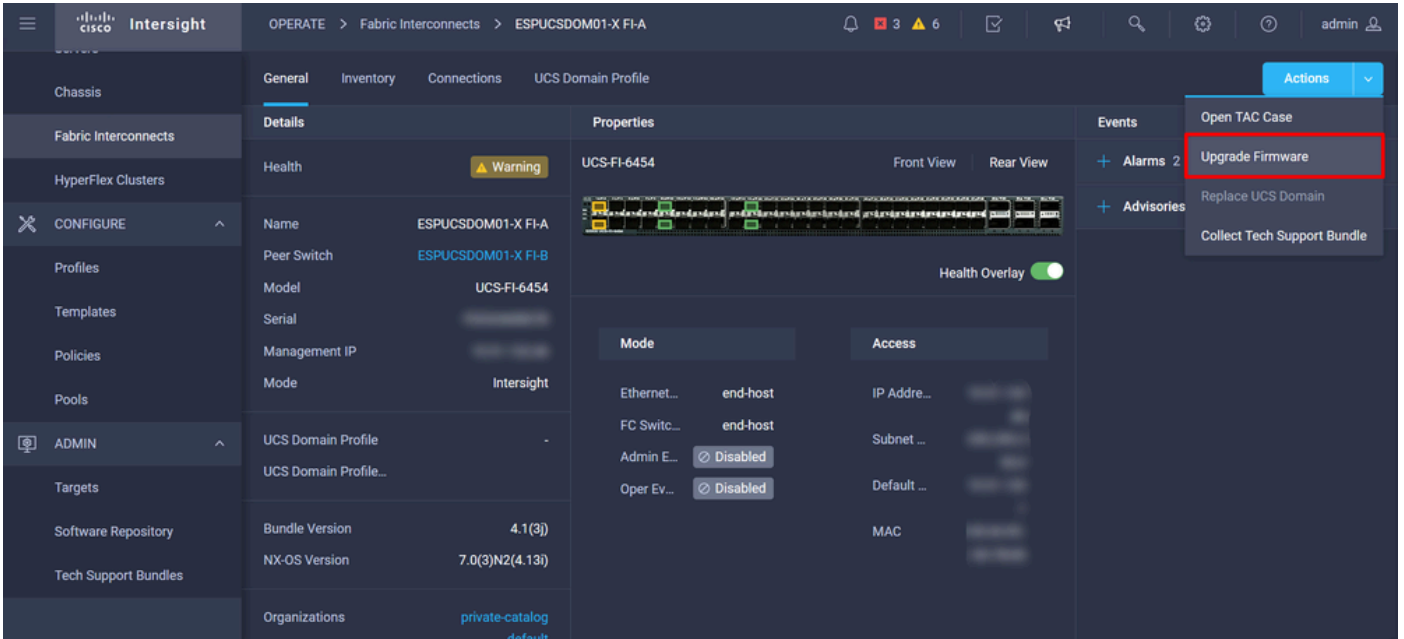 cisco Intersight
OPERATE > Fabric Interconnects > ESPUCSDOM01-X FI-A
3 6
admin
Chassis
Fabric Interconnects
HyperFlex Clusters
CONFIGURE
Profiles
Templates
Policies
Pools
ADMIN
Targets
Software Repository
Tech Support Bundles
General Inventory Connections UCS Domain Profile
Actions
Open TAC Case
Upgrade Firmware
Replace UCS Domain
Collect Tech Support Bundle
Details
Health Warning
Name ESPUCSDOM01-X FI-A
Peer Switch ESPUCSDOM01-X FI-B
Model UCS-FI-6454
Serial
Management IP
Mode Intersight
UCS Domain Profile -
UCS Domain Profile...
Bundle Version 4.1(3j)
NX-OS Version 7.0(3)N2(4.13i)
Organizations private-catalog
default
Properties
UCS-FI-6454 Front View Rear View
Health Overlay
Mode
Ethernet... end-host
FC Switc... end-host
Admin E... Disabled
Oper Ev... Disabled
Access
IP Addre...
Subnet ...
Default ...
MAC
Events
+ Alarms 2
+ Advisories